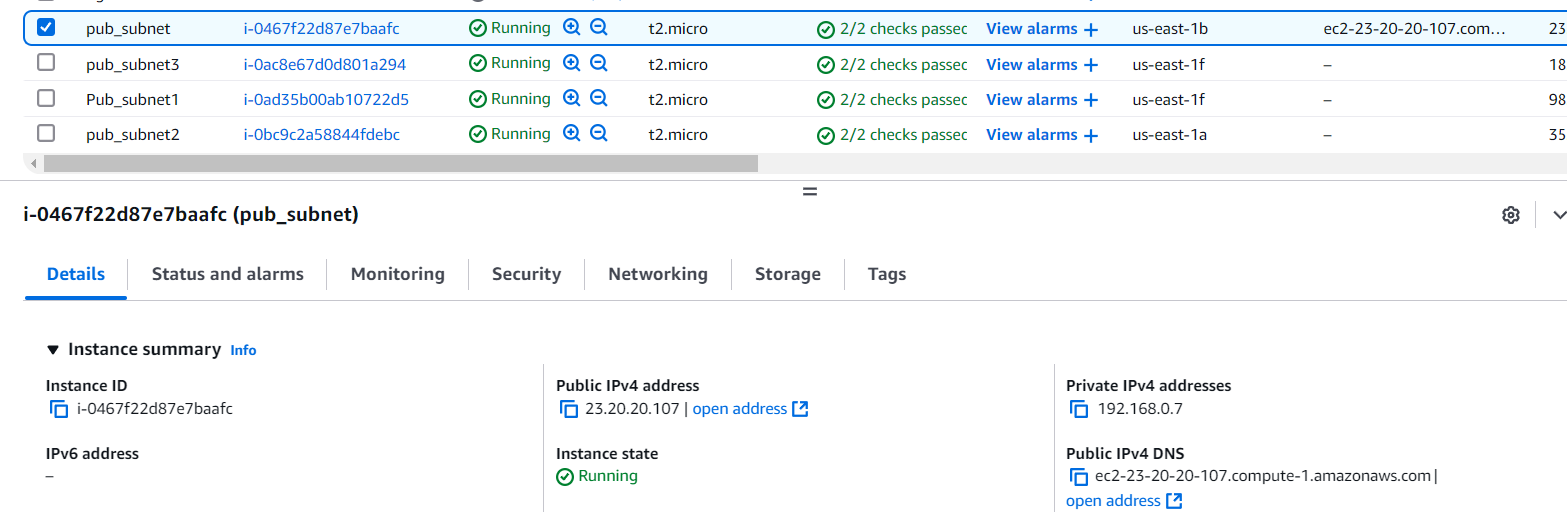 pub_subnet i-0467f22d87e7baafc Running t2.micro 2/2 checks passec View alarms + us-east-1b ec2-23-20-20-107.com… 23
pub_subnet3 i-0ac8e67d0d801a294 Running t2.micro 2/2 checks passec View alarms + us-east-1f – 18
Pub_subnet1 i-0ad35b00ab10722d5 Running t2.micro 2/2 checks passec View alarms + us-east-1f – 98
pub_subnet2 i-0bc9c2a58844fdebc Running t2.micro 2/2 checks passec View alarms + us-east-1a – 35
i-0467f22d87e7baafc (pub_subnet)
Details Status and alarms Monitoring Security Networking Storage Tags
Instance summary Info
Instance ID
i-0467f22d87e7baafc
Public IPv4 address
23.20.20.107 | open address
Private IPv4 addresses
192.168.0.7
IPv6 address
–
Instance state
Running
Public IPv4 DNS
ec2-23-20-20-107.compute-1.amazonaws.com |
open address